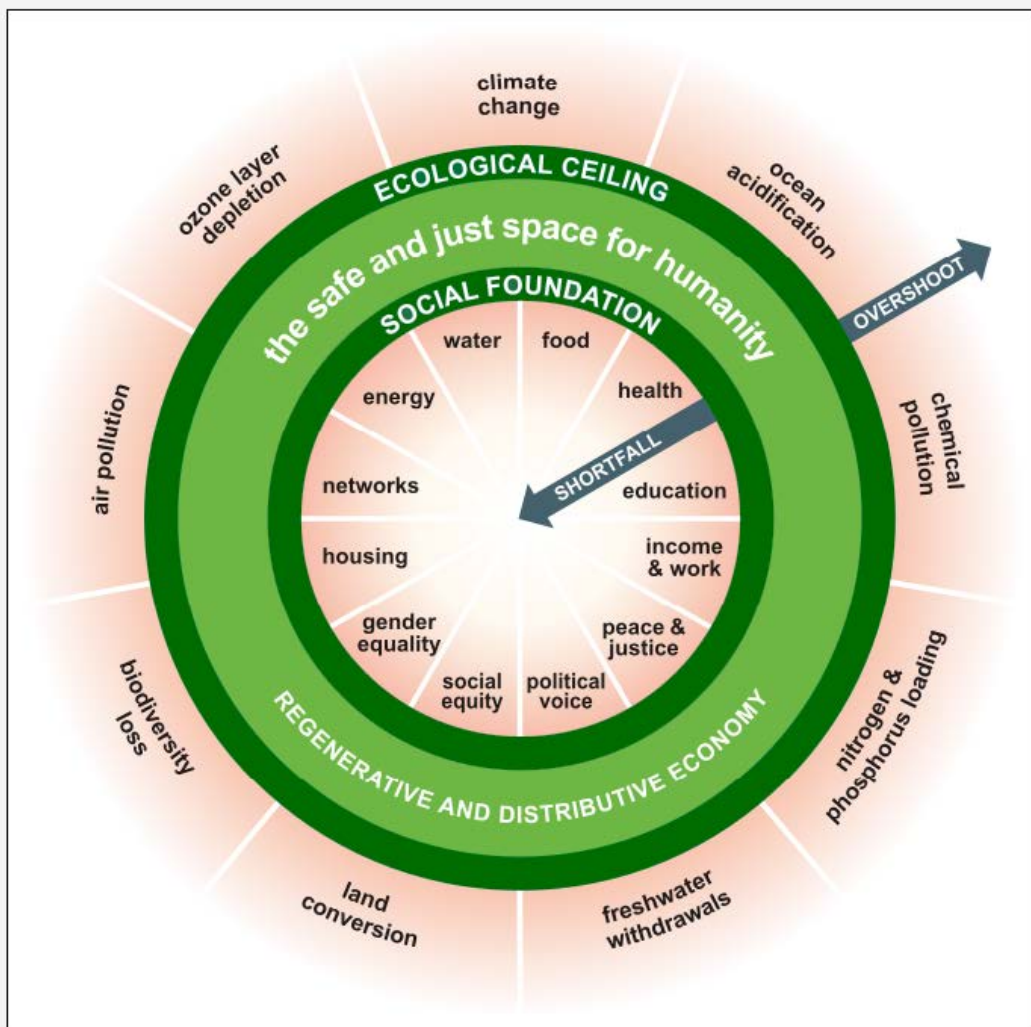 climate
change
ocean
acidification
OVERSHOOT
chemical
pollution
nitrogen &
phosphorus loading
freshwater
withdrawals
land
conversion
biodiversity
loss
air pollution
ozone layer
depletion
ECOLOGICAL CEILING
the safe and just space for humanity
SOCIAL FOUNDATION
water
food
health
SHORTFALL
education
income
& work
peace &
justice
political
voice
social
equity
gender
equality
housing
networks
energy
REGENERATIVE AND DISTRIBUTIVE ECONOMY